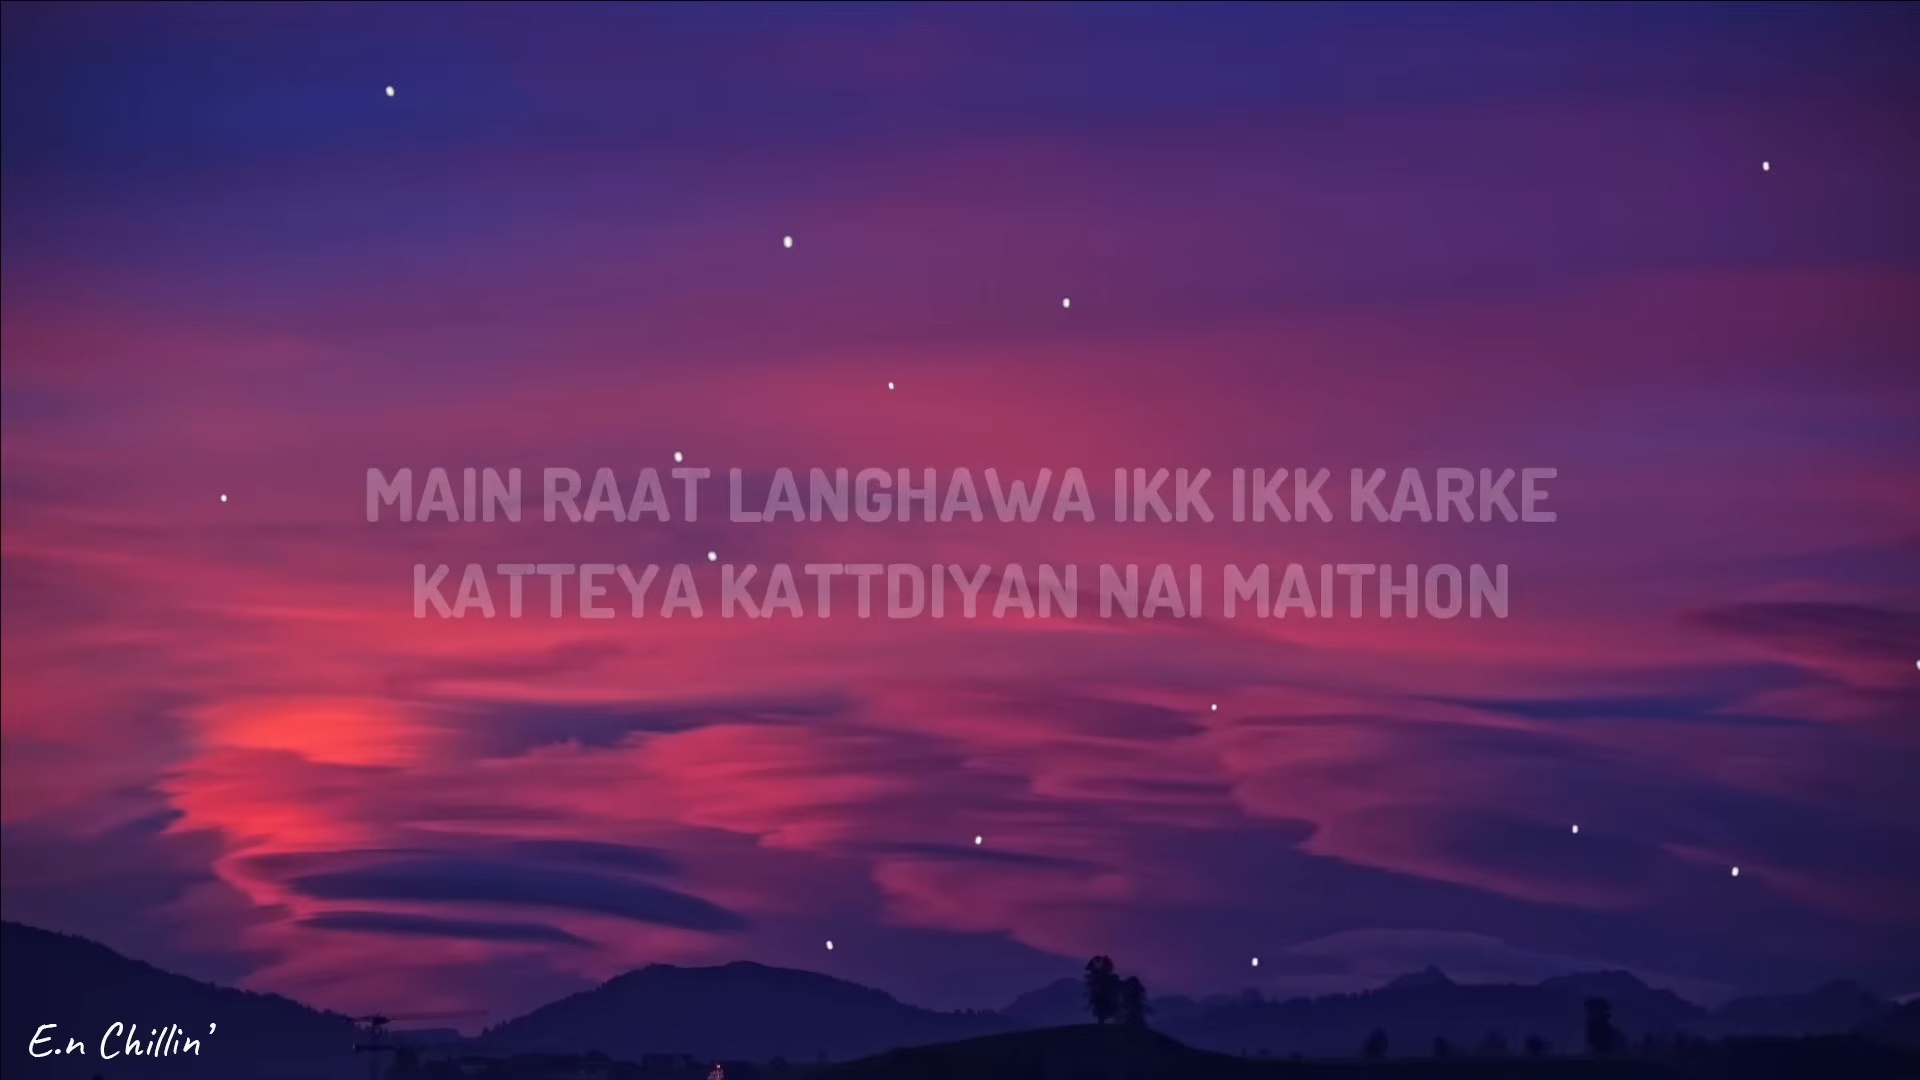 MAIN RAAT LANGHAWA IKK IKK KARKE
KATTEYA KATTDIYAN NAI MAITHON
E.n Chillin'